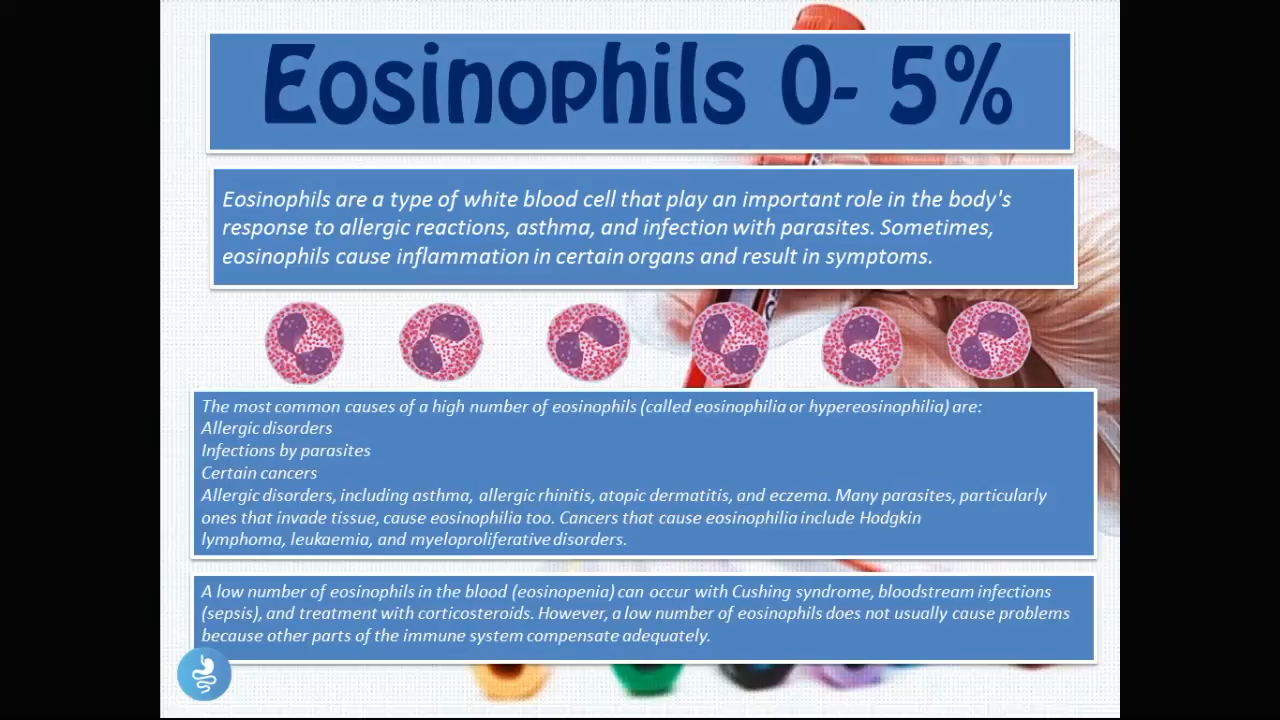 Eosinophils 0- 5%
Eosinophils are a type of white blood cell that play an important role in the body's
response to allergic reactions, asthma, and infection with parasites. Sometimes,
eosinophils cause inflammation in certain organs and result in symptoms.
The most common causes of a high number of eosinophils (called eosinophilia or hypereosinophilia) are:
Allergic disorders
Infections by parasites
Certain cancers
Allergic disorders, including asthma, allergic rhinitis, atopic dermatitis, and eczema. Many parasites, particularly
ones that invade tissue, cause eosinophilia too. Cancers that cause eosinophilia include Hodgkin
lymphoma, leukaemia, and myeloproliferative disorders.
A low number of eosinophils in the blood (eosinopenia) can occur with Cushing syndrome, bloodstream infections
(sepsis), and treatment with corticosteroids. However, a low number of eosinophils does not usually cause problems
because other parts of the immune system compensate adequately.